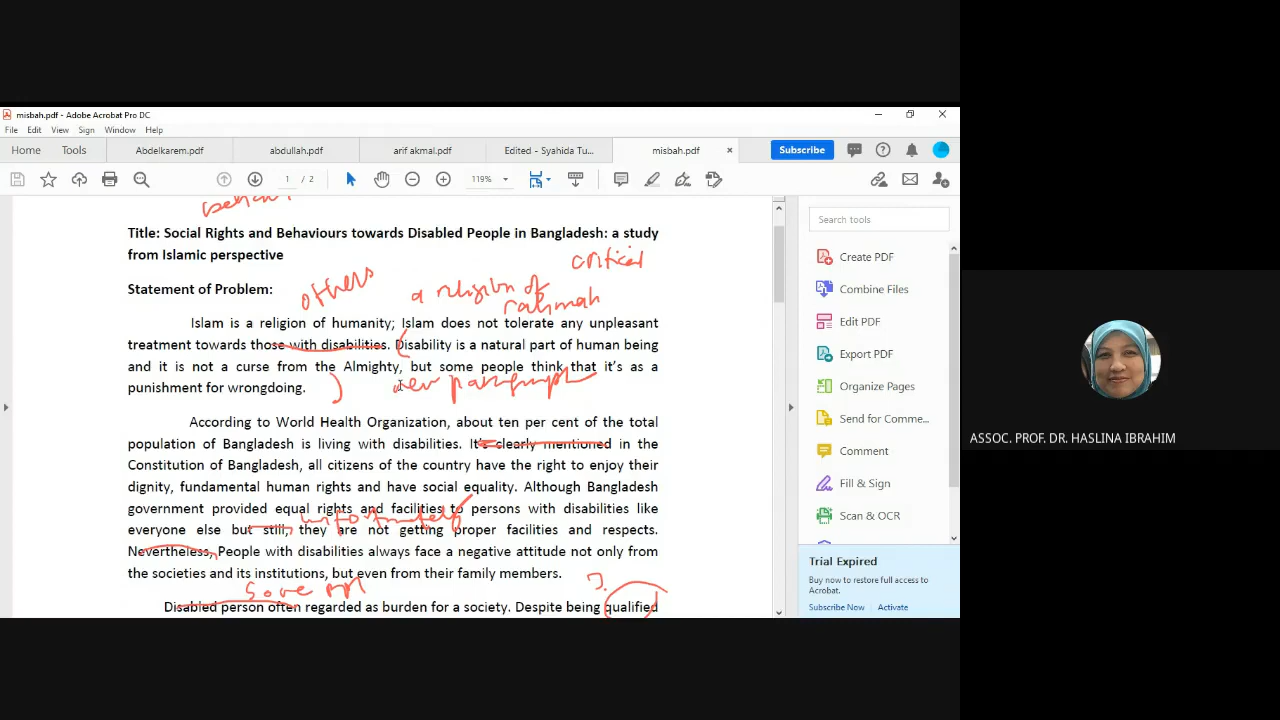 misbah.pdf - Adobe Acrobat Pro DC
File Edit View Sign Window Help
Home Tools Abdelkarem.pdf abdullah.pdf arif akmal.pdf Edited - Syahida Tu... misbah.pdf × Subscribe
1 / 2 119%
Title: Social Rights and Behaviours towards Disabled People in Bangladesh: a study
from Islamic perspective
critical
Statement of Problem:
others
a religion of
rahmah
Islam is a religion of humanity; Islam does not tolerate any unpleasant
treatment towards those with disabilities. Disability is a natural part of human being
and it is not a curse from the Almighty, but some people think that it's as a
punishment for wrongdoing.
new paragraph
According to World Health Organization, about ten per cent of the total
population of Bangladesh is living with disabilities. It's clearly mentioned in the
Constitution of Bangladesh, all citizens of the country have the right to enjoy their
dignity, fundamental human rights and have social equality. Although Bangladesh
government provided equal rights and facilities to persons with disabilities like
unfortunately
everyone else but still, they are not getting proper facilities and respects.
Nevertheless, People with disabilities always face a negative attitude not only from
the societies and its institutions, but even from their family members.
?
Disabled person often regarded as burden for a society. Despite being qualified
Search tools
Create PDF
Combine Files
Edit PDF
Export PDF
Organize Pages
Send for Comme...
Comment
Fill & Sign
Scan & OCR
Trial Expired
Buy now to restore full access to
Acrobat.
Subscribe Now Activate
ASSOC. PROF. DR. HASLINA IBRAHIM